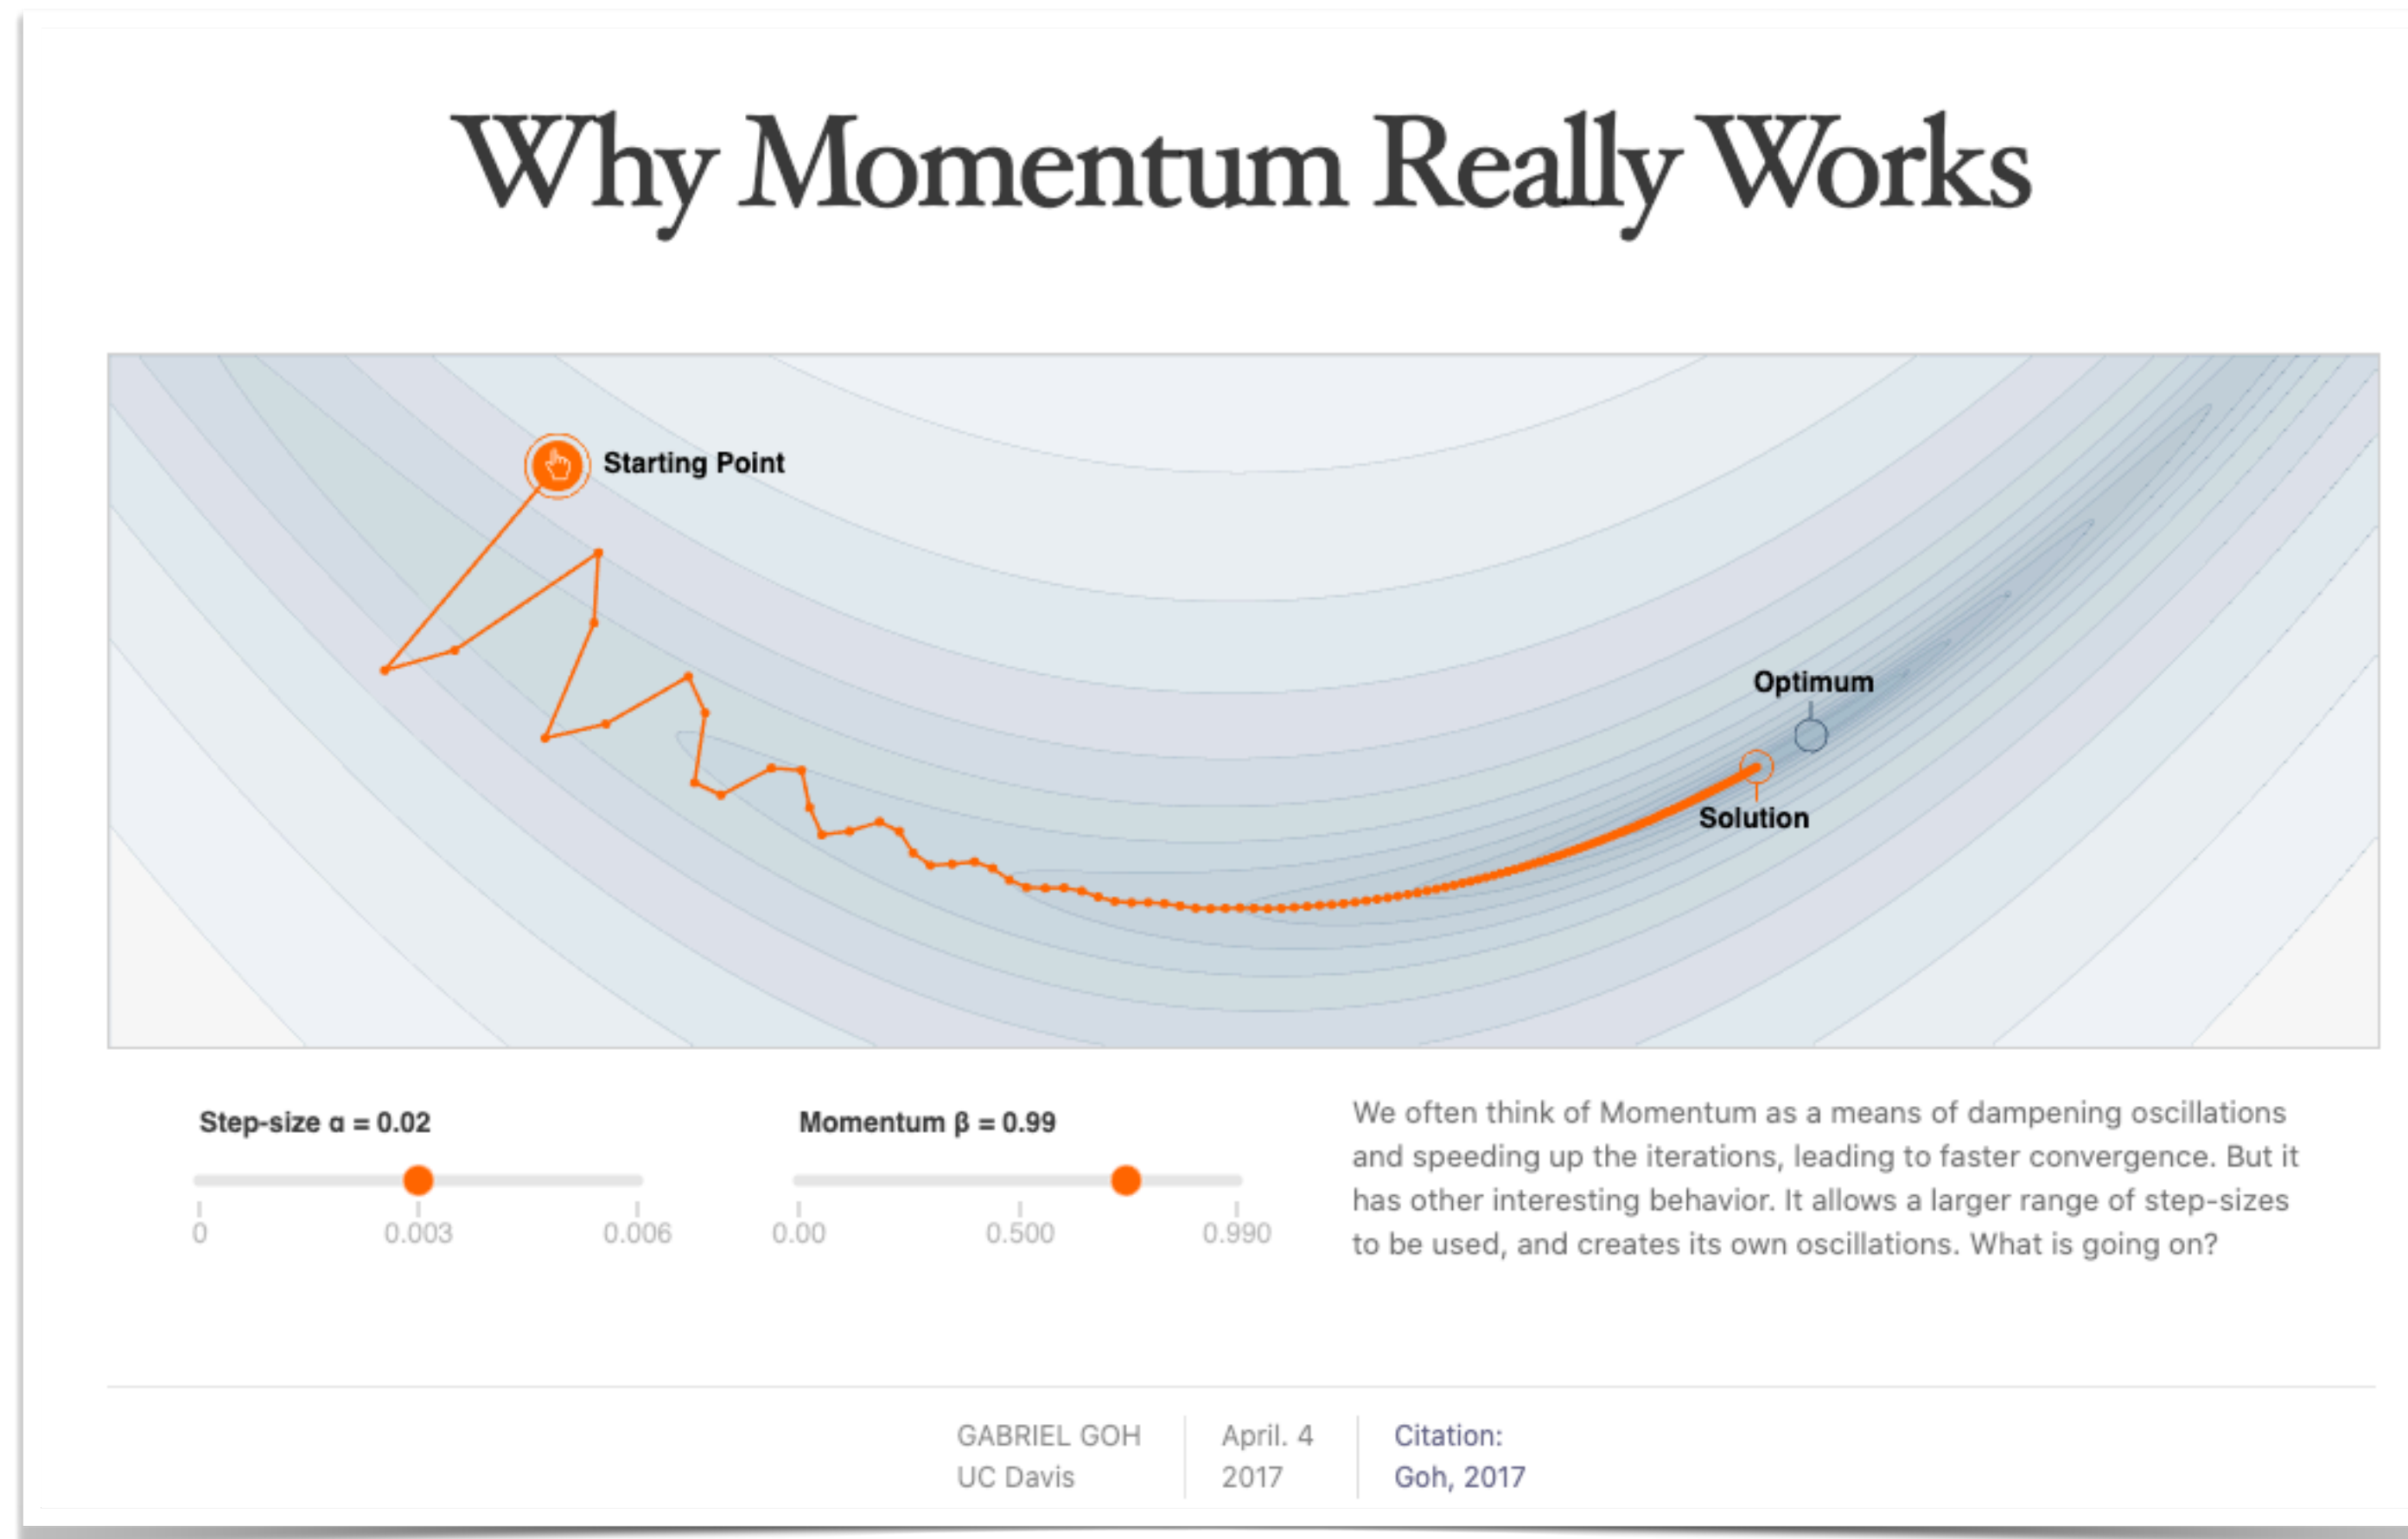 Why Momentum Really Works
Starting Point
Optimum
Solution
Step-size α = 0.02
0 0.003 0.006
Momentum β = 0.99
0.00 0.500 0.990
We often think of Momentum as a means of dampening oscillations
and speeding up the iterations, leading to faster convergence. But it
has other interesting behavior. It allows a larger range of step-sizes
to be used, and creates its own oscillations. What is going on?
GABRIEL GOH
UC Davis
April. 4
2017
Citation:
Goh, 2017